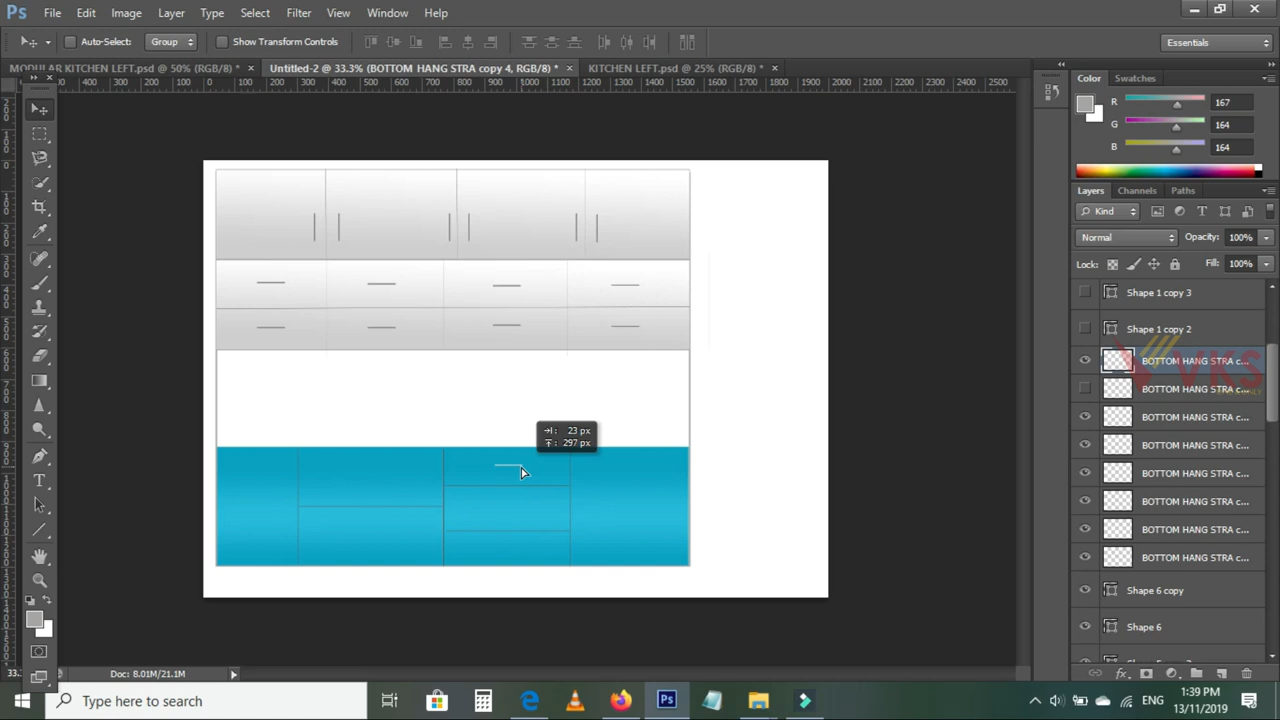 Ps File Edit Image Layer Type Select Filter View Window Help
Auto-Select: Group Show Transform Controls Essentials
MODULAR KITCHEN LEFT.psd @ 50% (RGB/8) * × Untitled-2 @ 33.3% (BOTTOM HANG STRA copy 4, RGB/8) * × KITCHEN LEFT.psd @ 25% (RGB/8) * ×
400 300 200 100 0 100 200 300 400 500 600 700 800 900 1000 1100 1200 1300 1400 1500 1600 1700 1800 1900 2000 2100 2200 2300 2500
Color Swatches
R 167
G 164
B 164
Layers Channels Paths
Kind
Normal Opacity: 100%
Lock: Fill: 100%
Shape 1 copy 3
Shape 1 copy 2
BOTTOM HANG STRA c...
BOTTOM HANG STRA c...
BOTTOM HANG STRA c...
BOTTOM HANG STRA c...
BOTTOM HANG STRA c...
BOTTOM HANG STRA c...
BOTTOM HANG STRA c...
BOTTOM HANG STRA c...
Shape 6 copy
Shape 6
VKS
23 px
297 px
33. Doc: 8.01M/21.1M
Type here to search
ENG
1:39 PM
13/11/2019